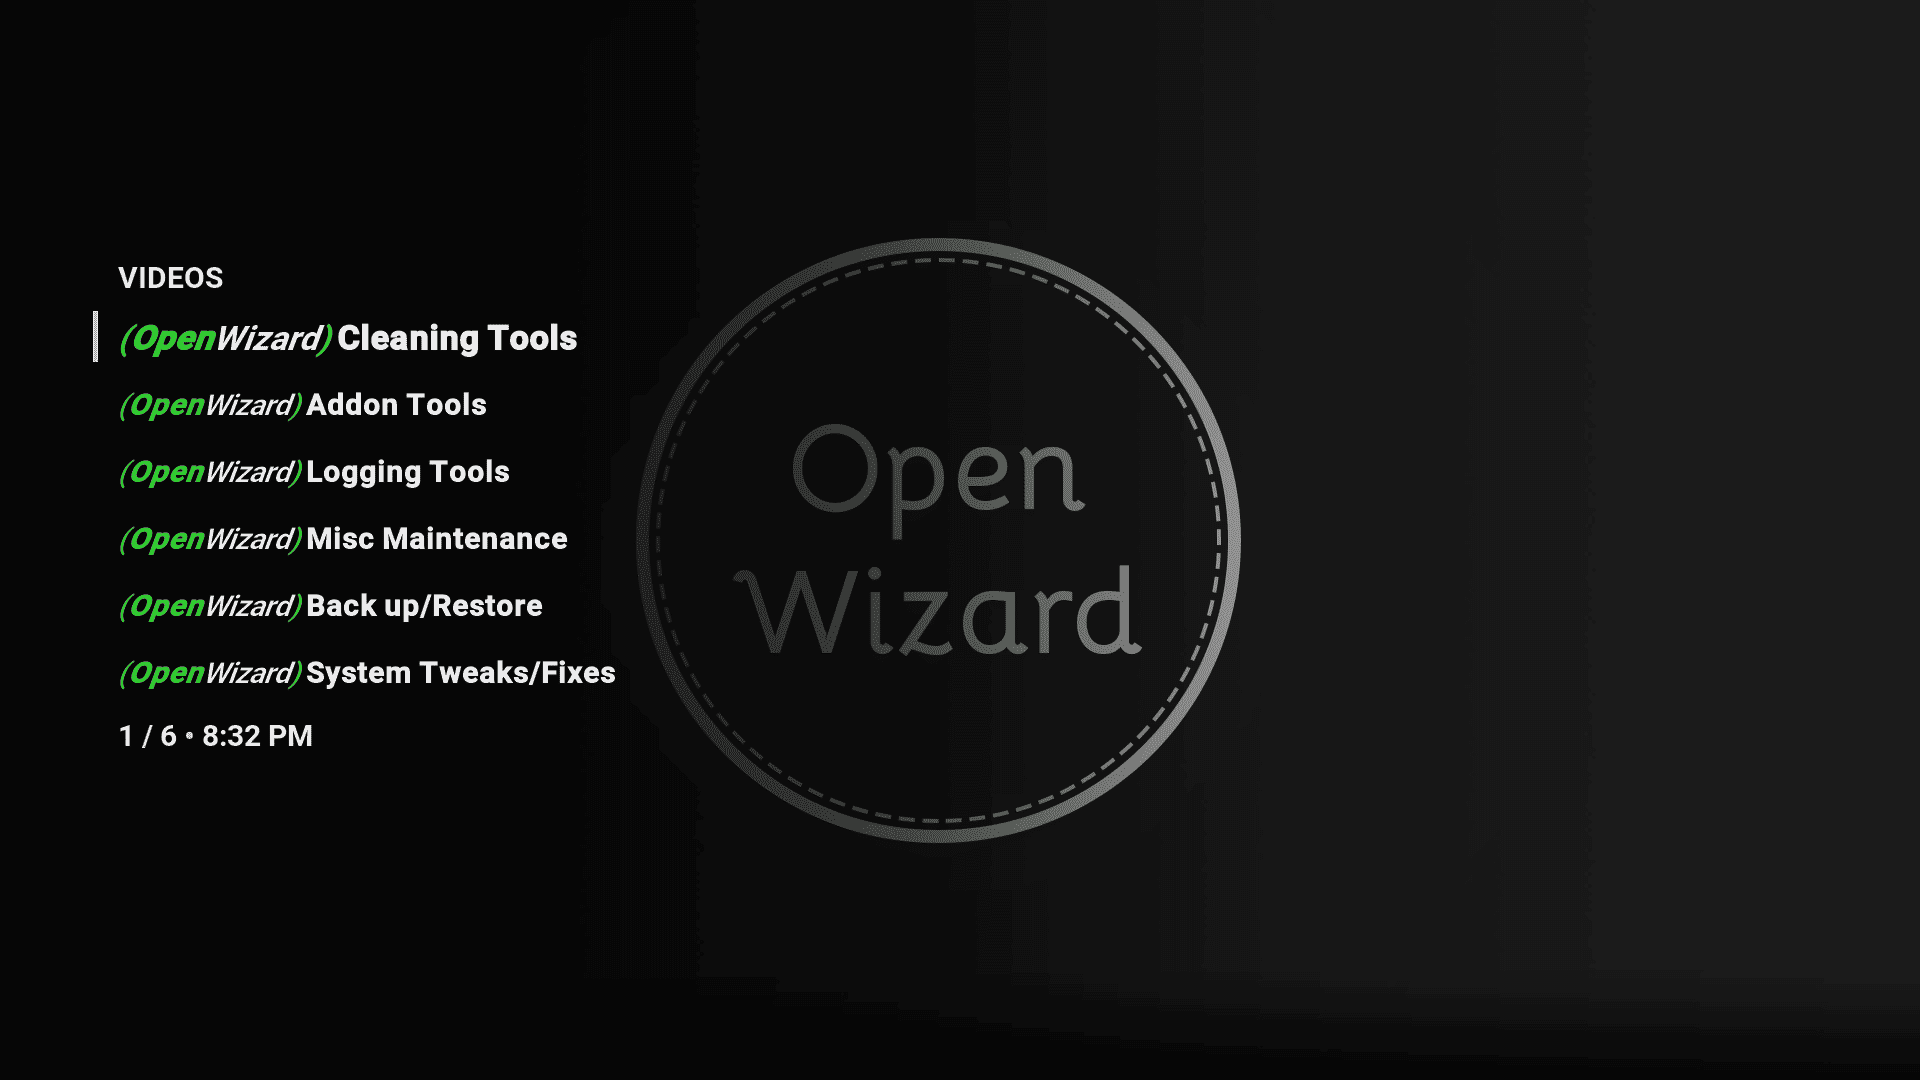 VIDEOS
(OpenWizard) Cleaning Tools
(OpenWizard) Addon Tools
(OpenWizard) Logging Tools
(OpenWizard) Misc Maintenance
(OpenWizard) Back up/Restore
(OpenWizard) System Tweaks/Fixes
1 / 6 • 8:32 PM
Open
Wizard